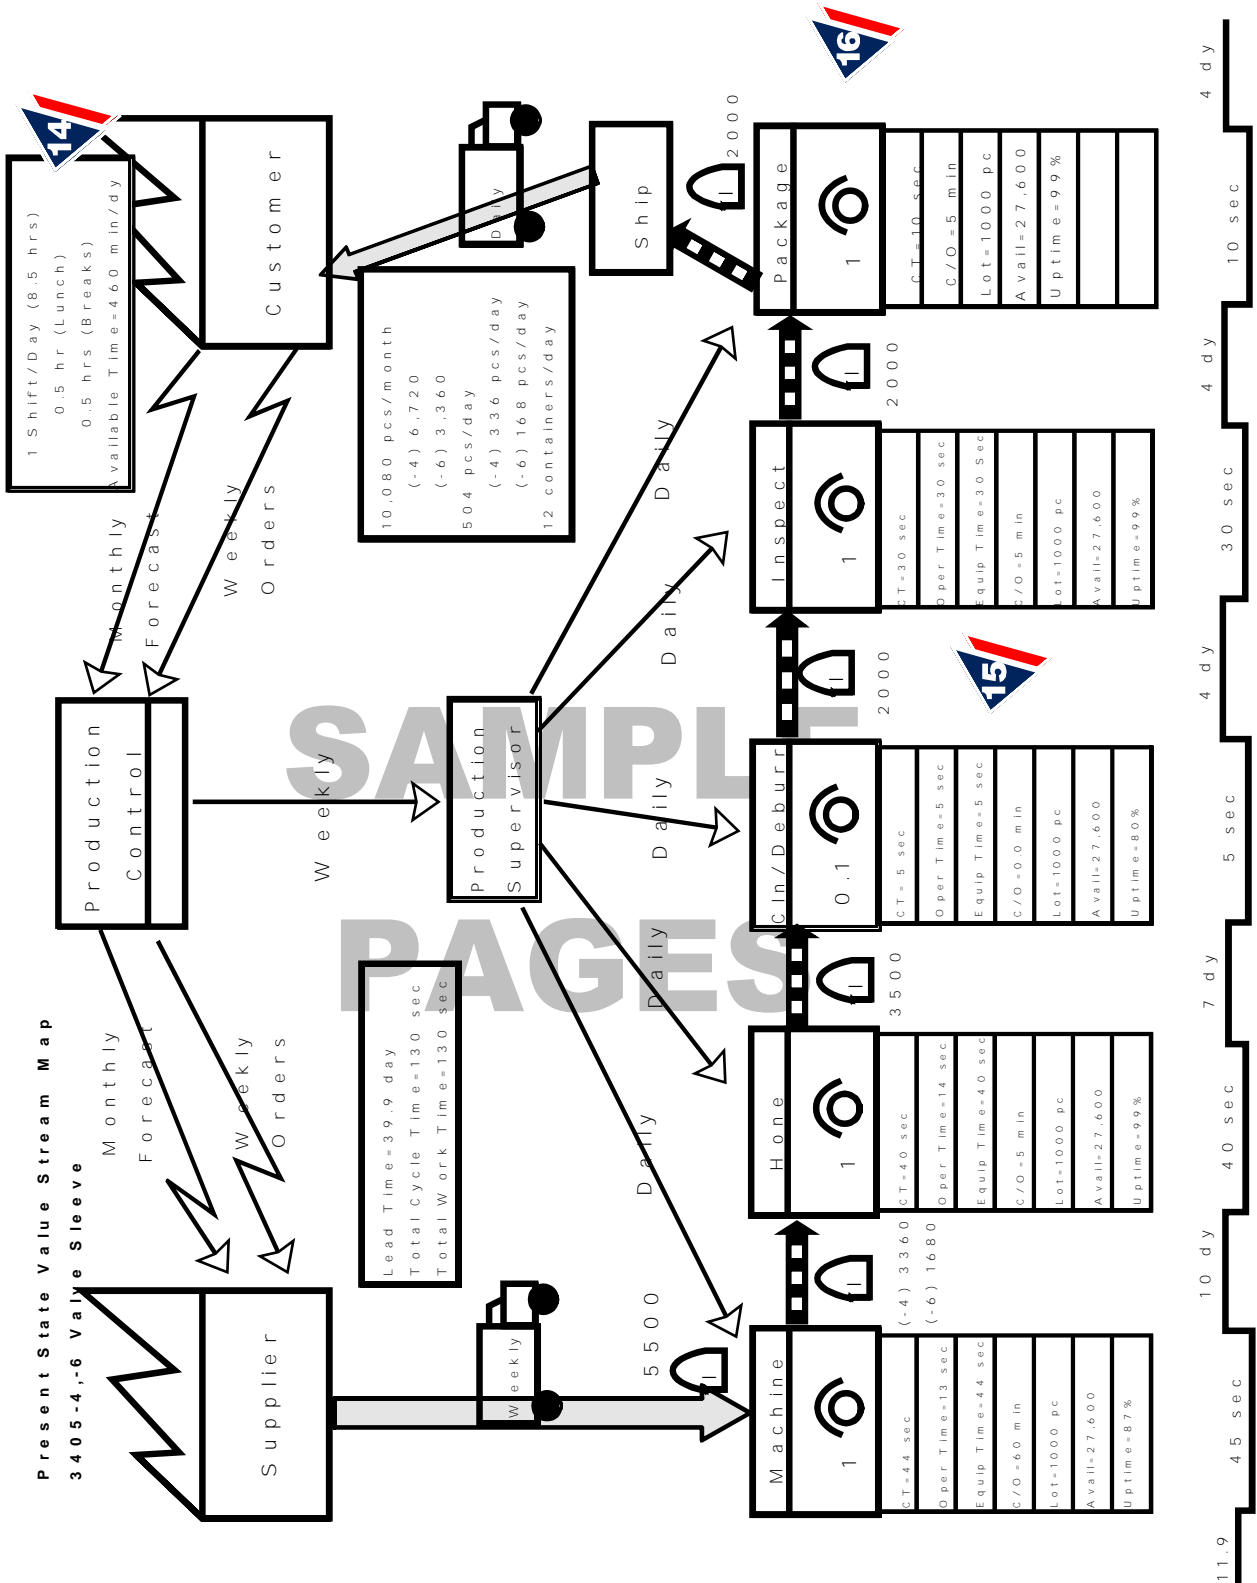 Present State Value Stream Map
3405-4,-6 Valve Sleeve
14
1 Shift/Day (8.5 hrs)
0.5 hr (Lunch)
0.5 hrs (Breaks)
Available Time=460 min/dy
Supplier
Monthly
Forecast
Weekly
Orders
Production
Control
Monthly
Forecast
Weekly
Orders
Customer
Weekly
Lead Time=39.9 day
Total Cycle Time=130 sec
Total Work Time=130 sec
Weekly
Production
Supervisor
10,080 pcs/month
(-4) 6,720
(-6) 3,360
504 pcs/day
(-4) 336 pcs/day
(-6) 168 pcs/day
12 containers/day
Daily
SAMPLE
PAGES
5500
I
Daily
Daily
Daily
Daily
Daily
Ship
2000
I
16
Machine
1
CT=44 sec
Oper Time=13 sec
Equip Time=44 sec
C/O=60 min
Lot=1000 pc
Avail=27,600
Uptime=87%
I
(-4) 3360
(-6) 1680
Hone
1
CT=40 sec
Oper Time=14 sec
Equip Time=40 sec
C/O=5 min
Lot=1000 pc
Avail=27,600
Uptime=99%
I
3500
Cln/Deburr
0.1
CT= 5 sec
Oper Time=5 sec
Equip Time=5 sec
C/O=0.0 min
Lot=1000 pc
Avail=27,600
Uptime=80%
I
2000
15
Inspect
1
CT=30 sec
Oper Time=30 sec
Equip Time=30 Sec
C/O=5 min
Lot=1000 pc
Avail=27,600
Uptime=99%
I
2000
Package
1
CT=10 sec
C/O=5 min
Lot=1000 pc
Avail=27,600
Uptime=99%
11.9
45 sec
10 dy
40 sec
7 dy
5 sec
4 dy
30 sec
4 dy
10 sec
4 dy